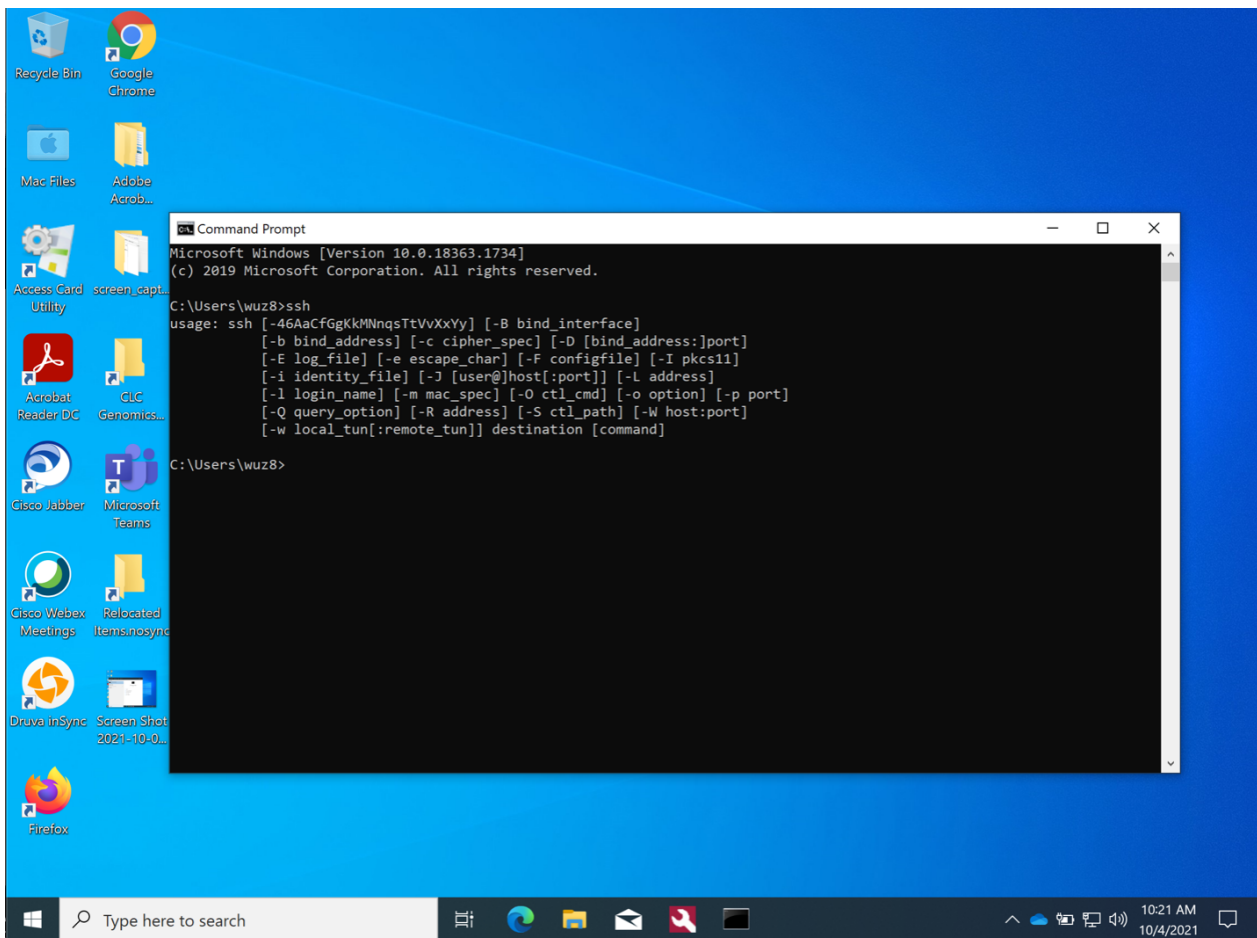 Recycle Bin
Google
Chrome
Mac Files
Adobe
Acrob...
Access Card
Utility
screen_capt...
Acrobat
Reader DC
CLC
Genomics...
Cisco Jabber
Microsoft
Teams
Cisco Webex
Meetings
Relocated
Items.nosync
Druva inSync
Screen Shot
2021-10-0...
Firefox
Command Prompt
Microsoft Windows [Version 10.0.18363.1734]
(c) 2019 Microsoft Corporation. All rights reserved.
C:\Users\wuz8>ssh
usage: ssh [-46AaCfGgKkMNnqsTtVvXxYy] [-B bind_interface]
[-b bind_address] [-c cipher_spec] [-D [bind_address:]port]
[-E log_file] [-e escape_char] [-F configfile] [-I pkcs11]
[-i identity_file] [-J [user@]host[:port]] [-L address]
[-l login_name] [-m mac_spec] [-O ctl_cmd] [-o option] [-p port]
[-Q query_option] [-R address] [-S ctl_path] [-W host:port]
[-w local_tun[:remote_tun]] destination [command]
C:\Users\wuz8>
Type here to search
10:21 AM
10/4/2021